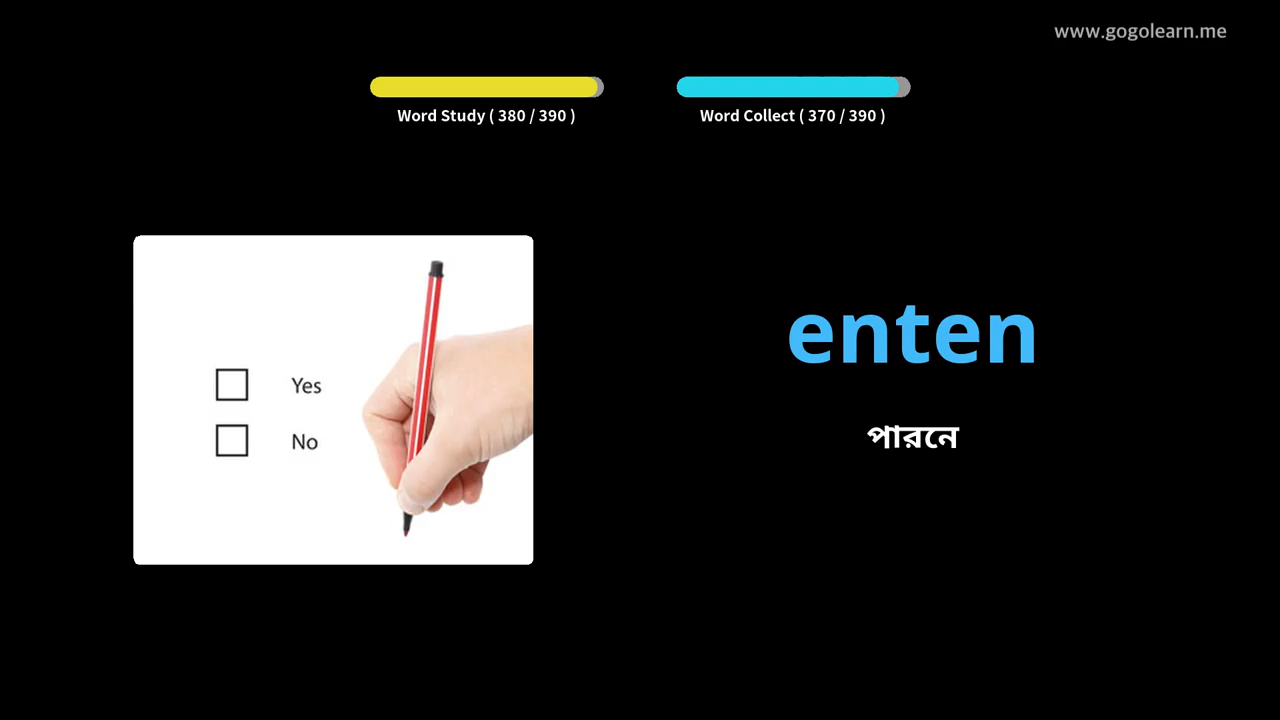 www.gogolearn.me
Word Study ( 380 / 390 )
Word Collect ( 370 / 390 )
Yes
No
enten
পারনে